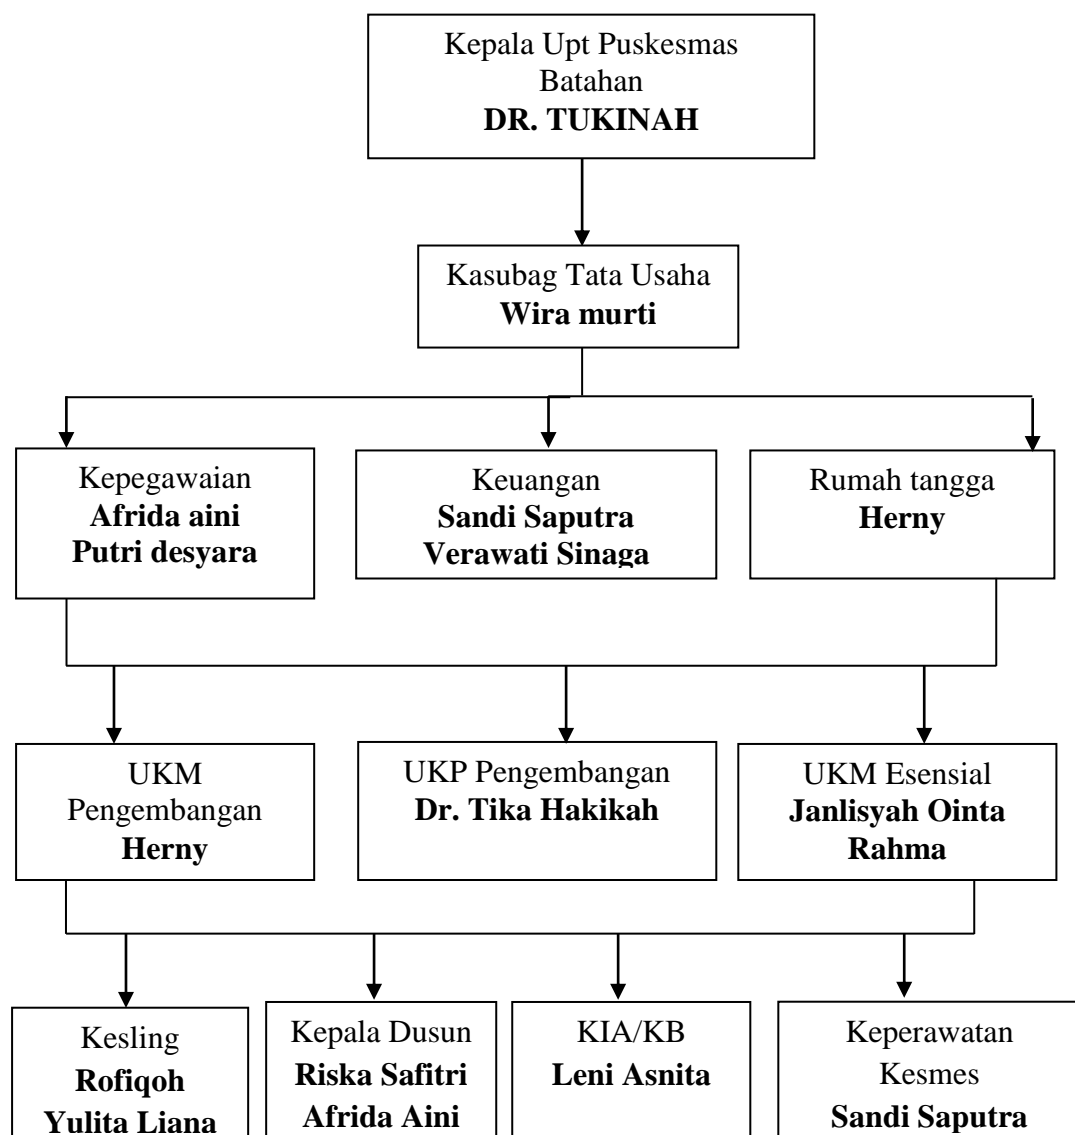 Kepala Upt Puskesmas
Batahan
DR. TUKINAH
Kasubag Tata Usaha
Wira murti
Kepegawaian
Afrida aini
Putri desyara
Keuangan
Sandi Saputra
Verawati Sinaga
Rumah tangga
Herny
UKM
Pengembangan
Herny
UKP Pengembangan
Dr. Tika Hakikah
UKM Esensial
Janlisyah Ointa
Rahma
Kesling
Rofiqoh
Yulita Liana
Kepala Dusun
Riska Safitri
Afrida Aini
KIA/KB
Leni Asnita
Keperawatan
Kesmes
Sandi Saputra